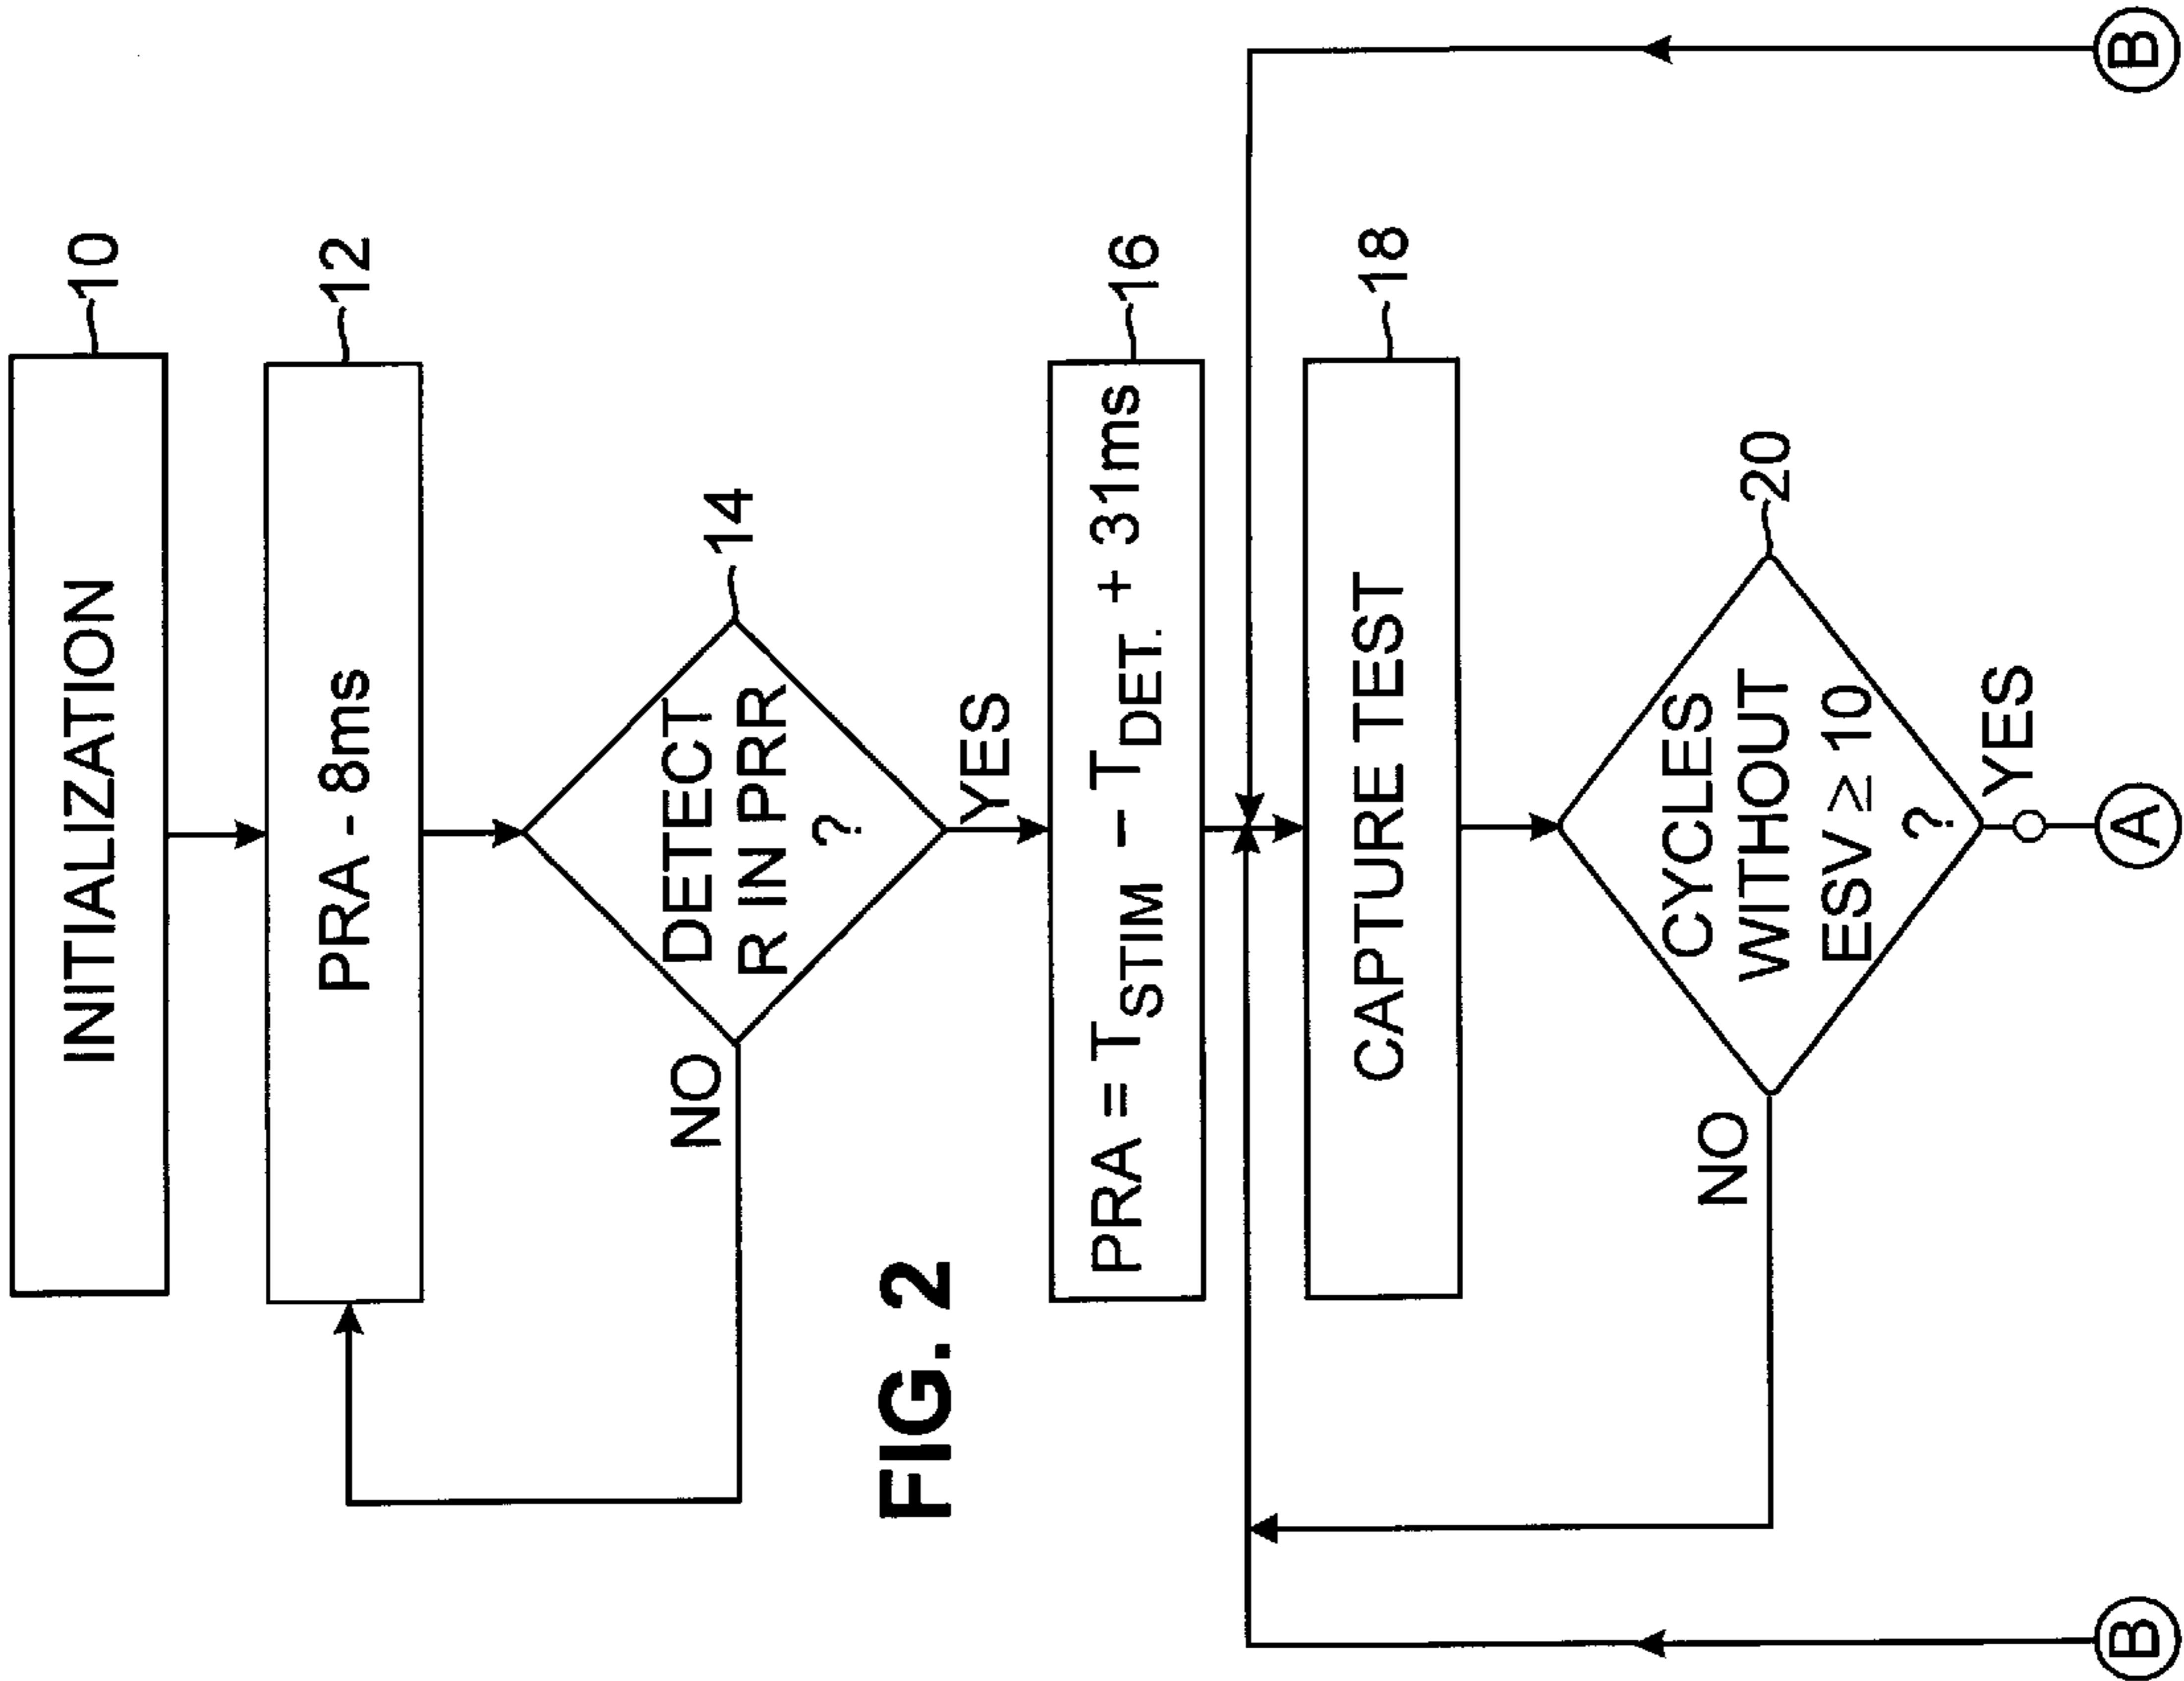 INITIALIZATION
10
PRA - 8ms
12
DETECT
R IN PRR
?
14
NO
YES
FIG. 2
PRA = TSTIM − TDET. + 31ms
16
CAPTURE TEST
18
CYCLES
WITHOUT
ESV ≥ 10
?
20
NO
YES
B
A
B